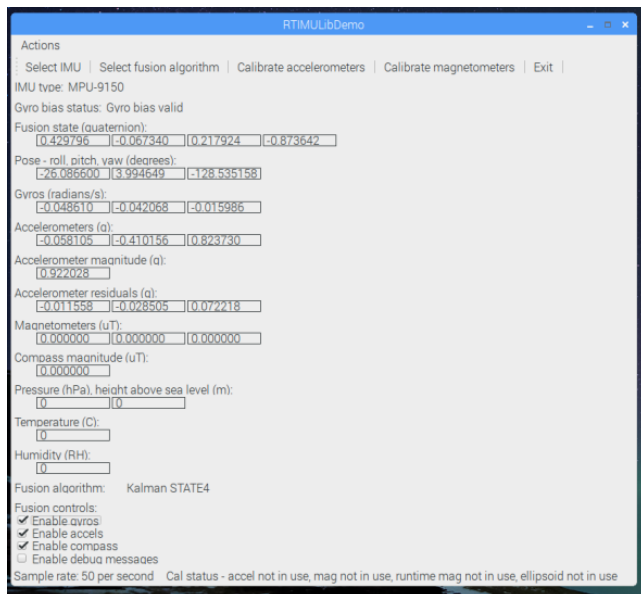 RTIMULibDemo
Actions
Select IMU Select fusion algorithm Calibrate accelerometers Calibrate magnetometers Exit
IMU type: MPU-9150
Gyro bias status: Gyro bias valid
Fusion state (quaternion):
0.429796 -0.067340 0.217924 -0.873642
Pose - roll, pitch, yaw (degrees):
-26.086600 3.994649 -128.535158
Gyros (radians/s):
-0.048610 -0.042068 -0.015986
Accelerometers (g):
-0.058105 -0.410156 0.823730
Accelerometer magnitude (g):
0.922028
Accelerometer residuals (g):
-0.011558 -0.028505 0.072218
Magnetometers (uT):
0.000000 0.000000 0.000000
Compass magnitude (uT):
0.000000
Pressure (hPa), height above sea level (m):
0 0
Temperature (C):
0
Humidity (RH):
0
Fusion algorithm: Kalman STATE4
Fusion controls:
Enable gyros
Enable accels
Enable compass
Enable debug messages
Sample rate: 50 per second Cal status - accel not in use, mag not in use, runtime mag not in use, ellipsoid not in use